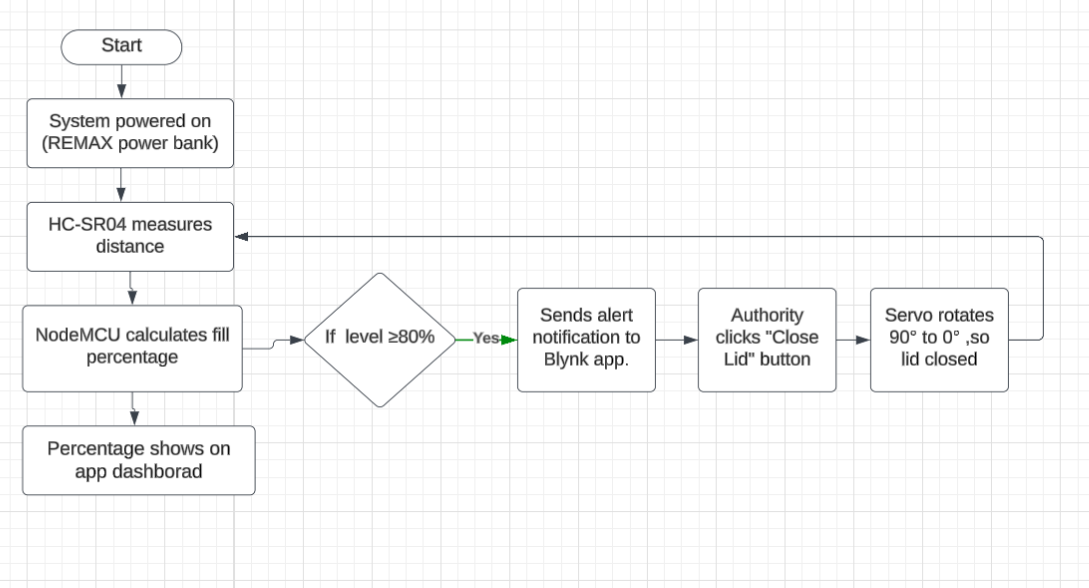 Start
System powered on
(REMAX power bank)
HC-SR04 measures
distance
NodeMCU calculates fill
percentage
Percentage shows on
app dashborad
If level ≥80%
Yes
Sends alert
notification to
Blynk app.
Authority
clicks "Close
Lid" button
Servo rotates
90° to 0° ,so
lid closed